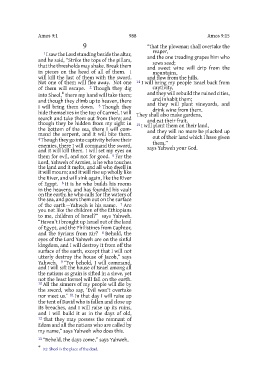 Amos 9:1
988
Amos 9:15
9
1 I saw the Lord standing beside the altar,
and he said, “Strike the tops of the pillars,
that the thresholds may shake. Break them
in pieces on the head of all of them. I
will kill the last of them with the sword.
Not one of them will flee away. Not one
of them will escape. 2 Though they dig
into Sheol,* there my hand will take them;
and though they climb up to heaven, there
I will bring them down. 3 Though they
hide themselves in the top of Carmel, I will
search and take them out from there; and
though they be hidden from my sight in
the bottom of the sea, there I will com-
mand the serpent, and it will bite them.
4 Though they go into captivity before their
enemies, there I will command the sword,
and it will kill them. I will set my eyes on
them for evil, and not for good. 5 For the
Lord, Yahweh of Armies, is he who touches
the land and it melts, and all who dwell in
it will mourn; and it will rise up wholly like
the River, and will sink again, like the River
of Egypt. 6 It is he who builds his rooms
in the heavens, and has founded his vault
on the earth; he who calls for the waters of
the sea, and pours them out on the surface
of the earth—Yahweh is his name. 7 Are
you not like the children of the Ethiopians
to me, children of Israel?” says Yahweh.
“Haven’t I brought up Israel out of the land
of Egypt, and the Philistines from Caphtor,
and the Syrians from Kir? 8 Behold, the
eyes of the Lord Yahweh are on the sinful
kingdom, and I will destroy it from off the
surface of the earth, except that I will not
utterly destroy the house of Jacob,” says
Yahweh. 9 “For behold, I will command,
and I will sift the house of Israel among all
the nations as grain is sifted in a sieve, yet
not the least kernel will fall on the earth.
10 All the sinners of my people will die by
the sword, who say, ‘Evil won’t overtake
nor meet us.’ 11 In that day I will raise up
the tent of David who is fallen and close up
its breaches, and I will raise up its ruins,
and I will build it as in the days of old,
12 that they may possess the remnant of
Edom and all the nations who are called by
my name,” says Yahweh who does this.
13 “Behold, the days come,” says Yahweh,
“that the plowman shall overtake the
reaper,
and the one treading grapes him who
sows seed;
and sweet wine will drip from the
mountains,
and flow from the hills.
14 I will bring my people Israel back from
captivity,
and they will rebuild the ruined cities,
and inhabit them;
and they will plant vineyards, and
drink wine from them.
They shall also make gardens,
and eat their fruit.
15 I will plant them on their land,
and they will no more be plucked up
out of their land which I have given
them,”
says Yahweh your God.
* 9:2 Sheol is the place of the dead.